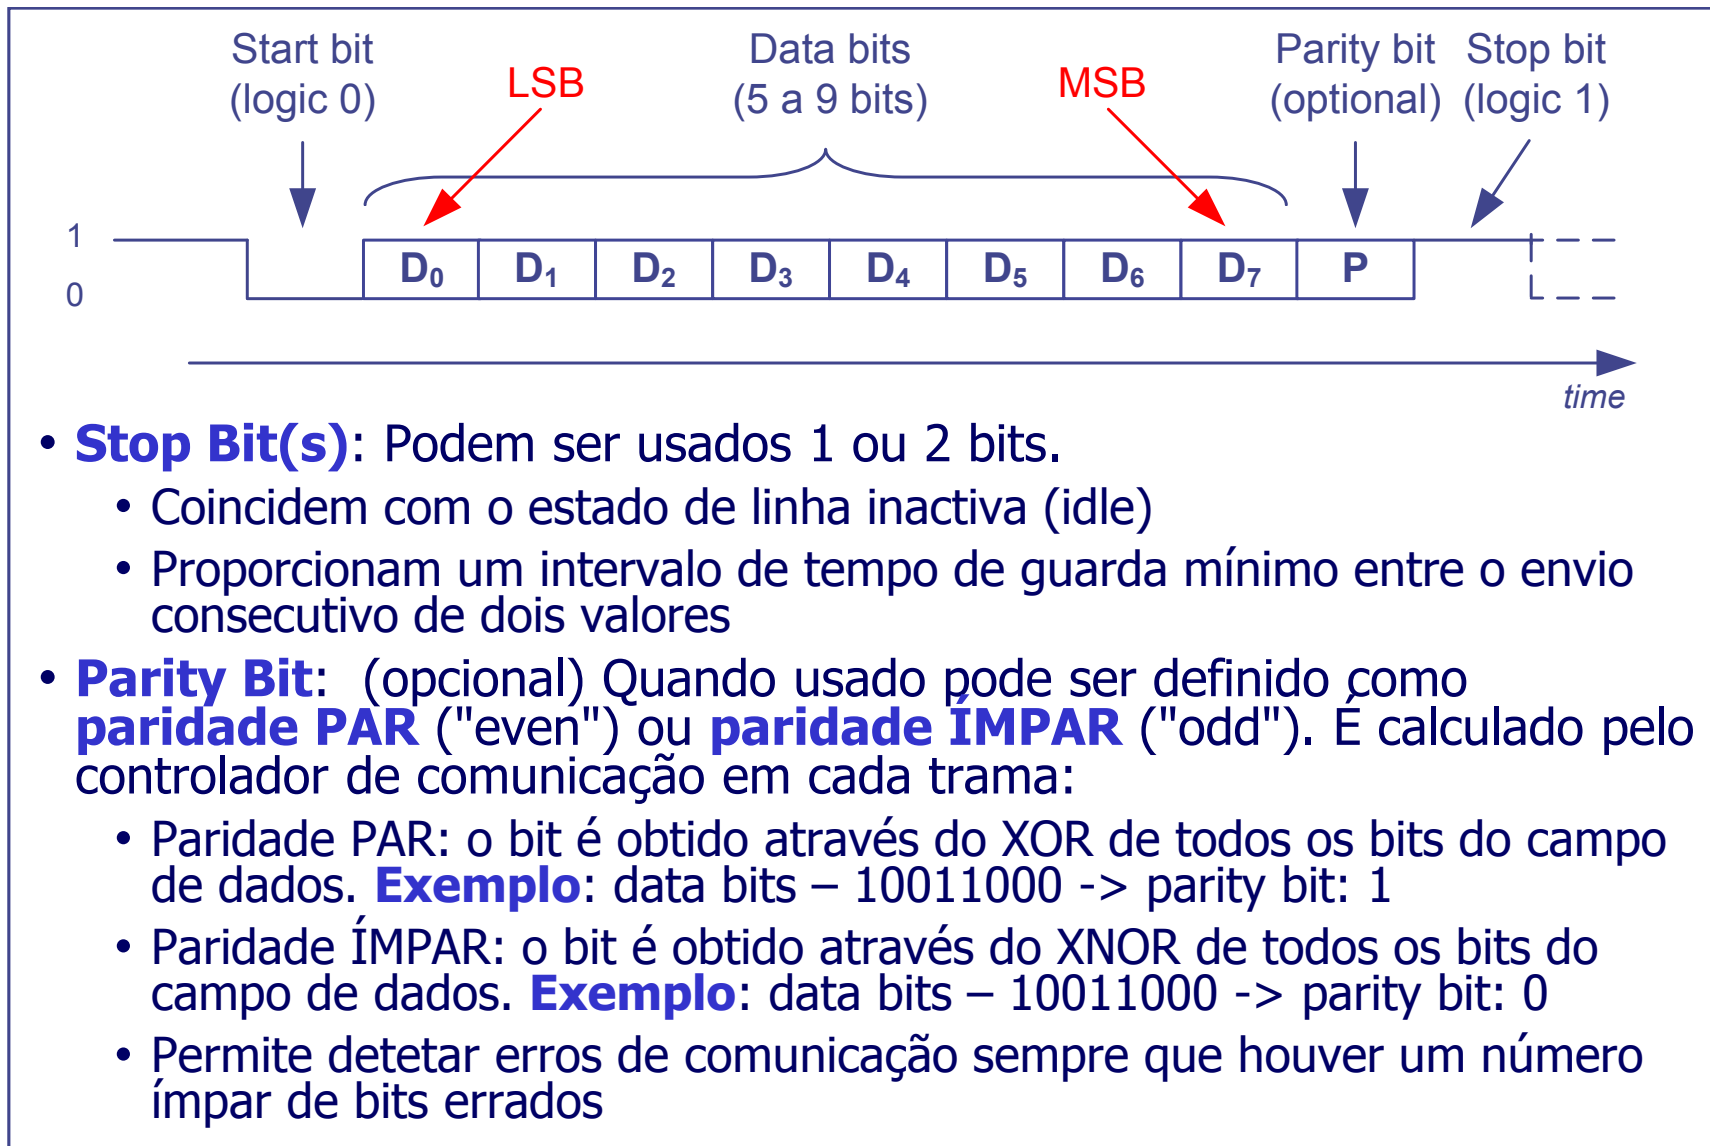 Start bit
(logic 0)
LSB
Data bits
(5 a 9 bits)
MSB
Parity bit
(optional)
Stop bit
(logic 1)
1
0
D0 D1 D2 D3 D4 D5 D6 D7 P
time
• Stop Bit(s): Podem ser usados 1 ou 2 bits.
• Coincidem com o estado de linha inactiva (idle)
• Proporcionam um intervalo de tempo de guarda mínimo entre o envio
consecutivo de dois valores
• Parity Bit: (opcional) Quando usado pode ser definido como
paridade PAR ("even") ou paridade ÍMPAR ("odd"). É calculado pelo
controlador de comunicação em cada trama:
• Paridade PAR: o bit é obtido através do XOR de todos os bits do campo
de dados. Exemplo: data bits – 10011000 -> parity bit: 1
• Paridade ÍMPAR: o bit é obtido através do XNOR de todos os bits do
campo de dados. Exemplo: data bits – 10011000 -> parity bit: 0
• Permite detetar erros de comunicação sempre que houver um número
ímpar de bits errados